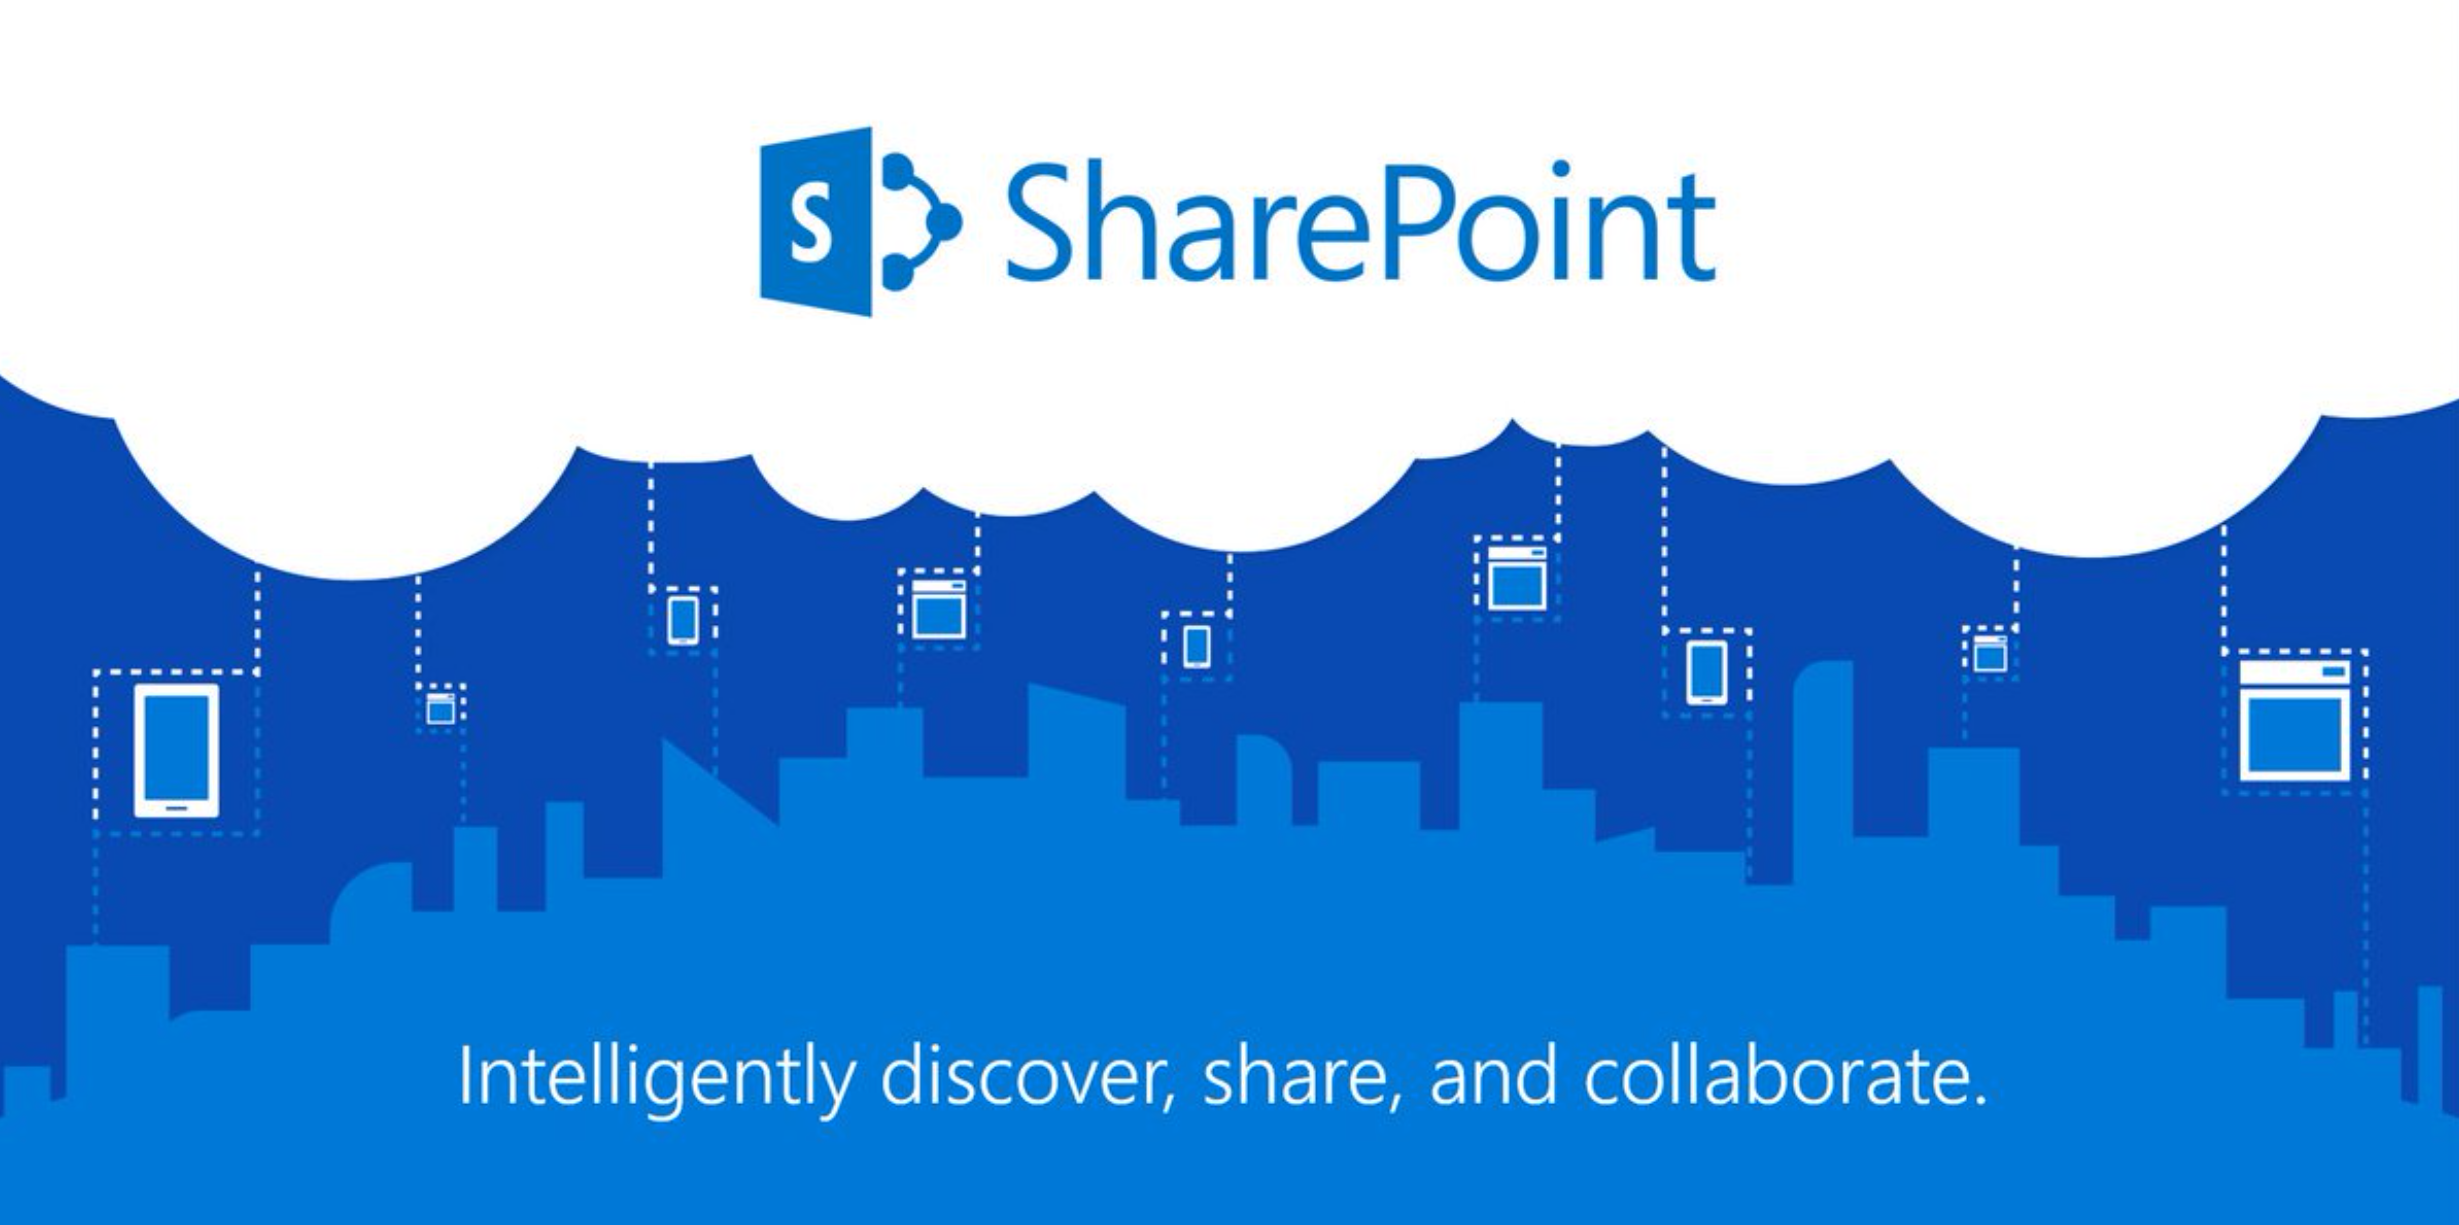 S SharePoint
Intelligently discover, share, and collaborate.